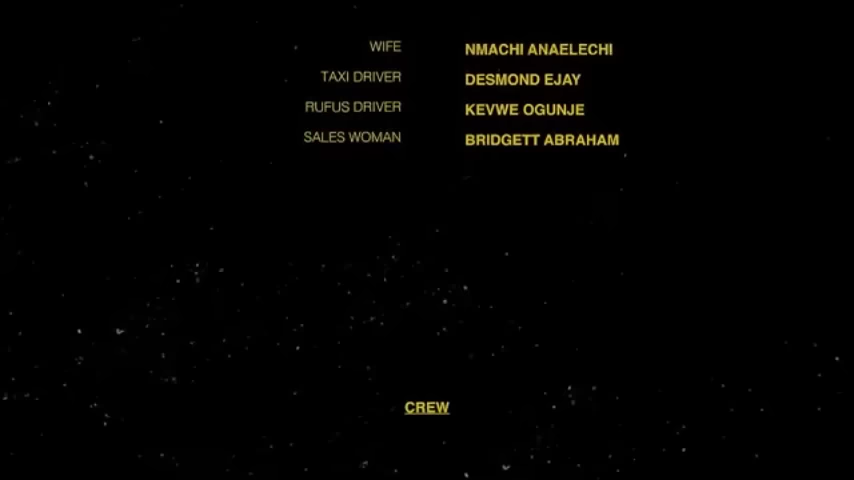 WIFE NMACHI ANAELECHI
TAXI DRIVER DESMOND EJAY
RUFUS DRIVER KEVWE OGUNJE
SALES WOMAN BRIDGETT ABRAHAM
CREW